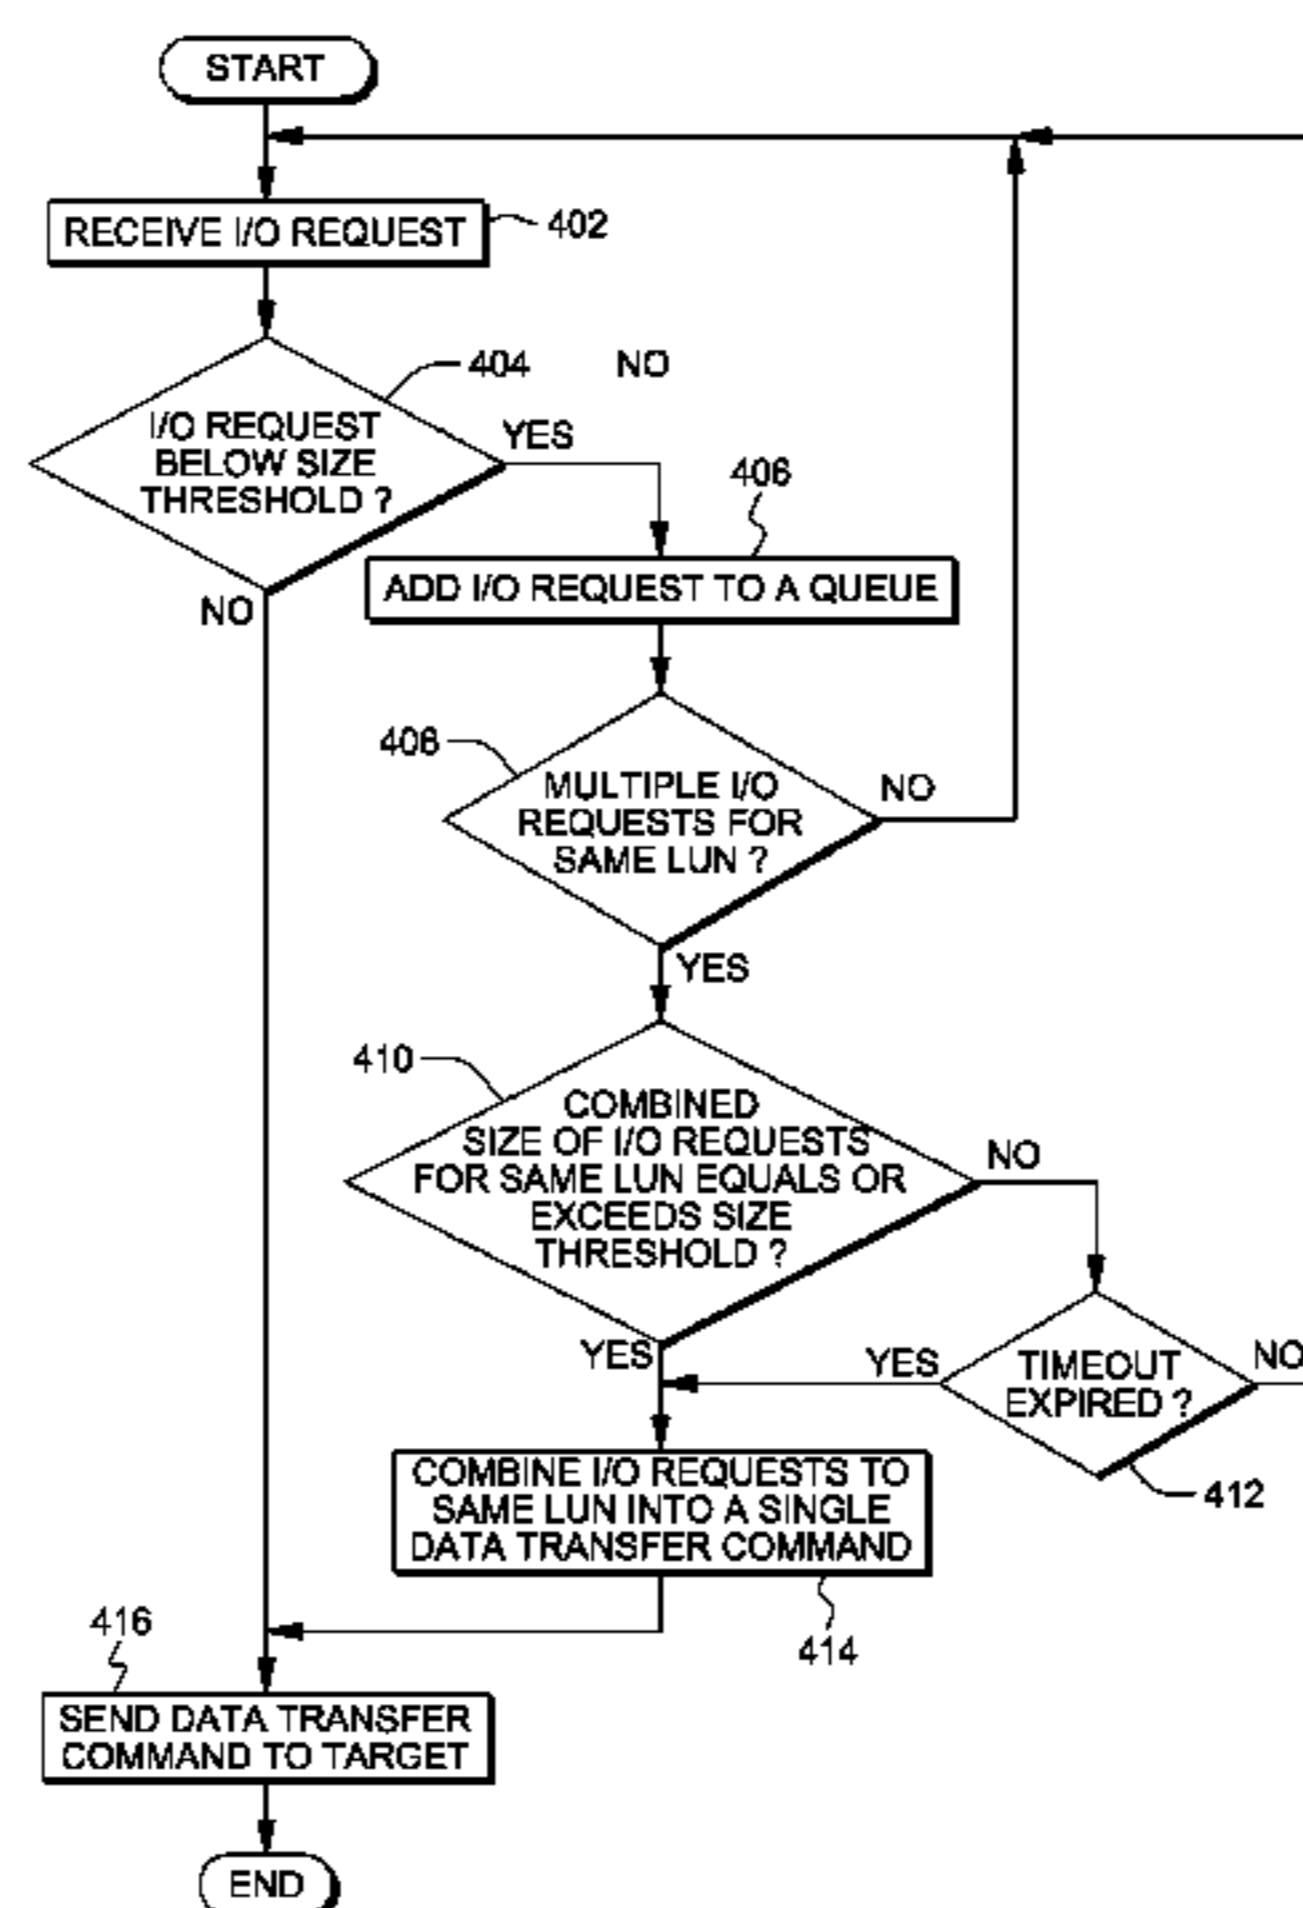 START
RECEIVE I/O REQUEST
402
404
NO
I/O REQUEST
BELOW SIZE
THRESHOLD ?
YES
NO
406
ADD I/O REQUEST TO A QUEUE
408
MULTIPLE I/O
REQUESTS FOR
SAME LUN ?
NO
YES
410
COMBINED
SIZE OF I/O REQUESTS
FOR SAME LUN EQUALS OR
EXCEEDS SIZE
THRESHOLD ?
NO
YES
YES
TIMEOUT
EXPIRED ?
NO
412
COMBINE I/O REQUESTS TO
SAME LUN INTO A SINGLE
DATA TRANSFER COMMAND
414
416
SEND DATA TRANSFER
COMMAND TO TARGET
END